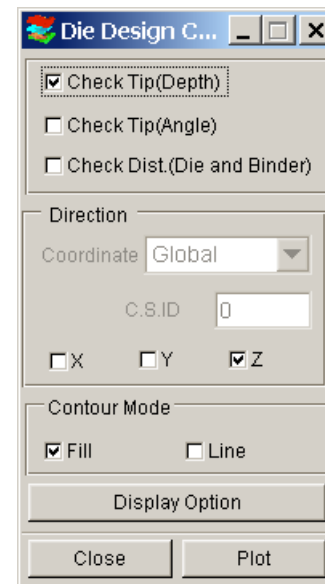 Die Design C...
Check Tip(Depth)
Check Tip(Angle)
Check Dist.(Die and Binder)
Direction
Coordinate Global
C.S.ID 0
X Y Z
Contour Mode
Fill Line
Display Option
Close Plot